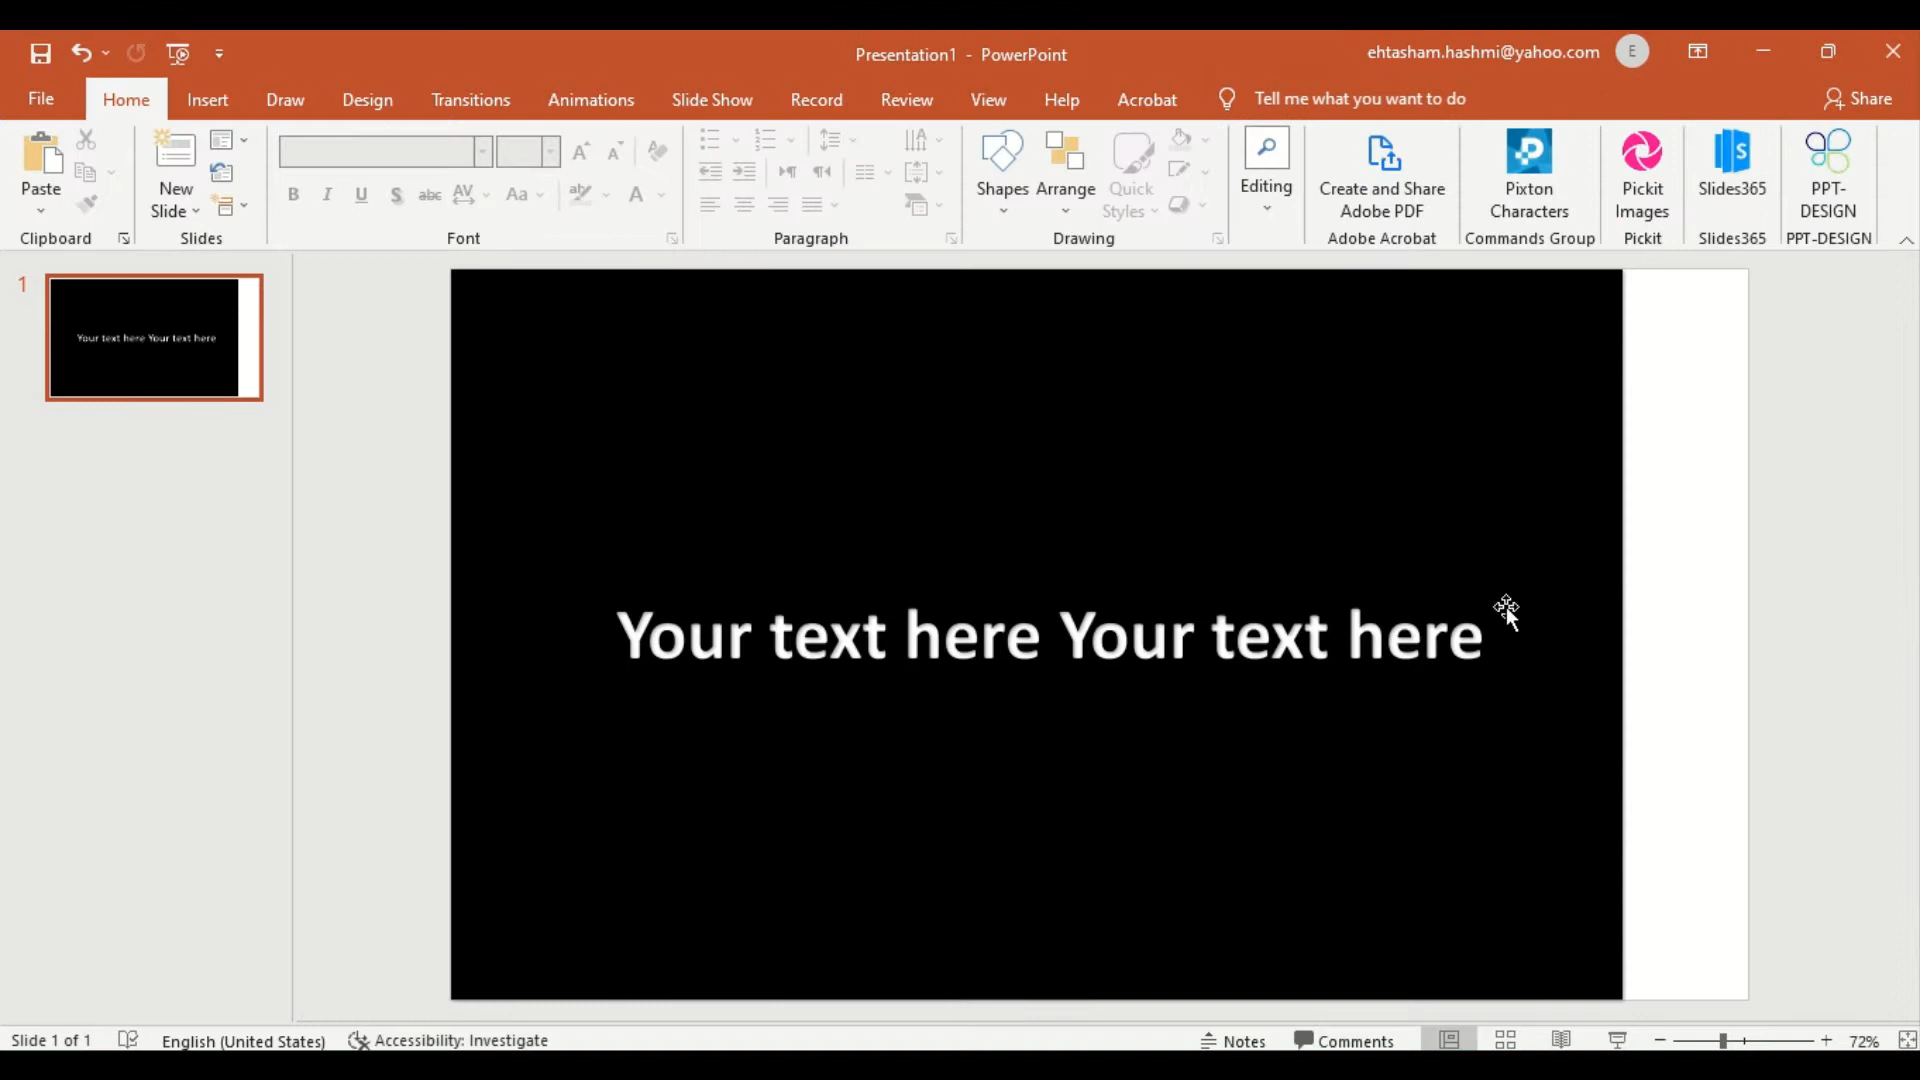 Presentation1 - PowerPoint
ehtasham.hashmi@yahoo.com E
File Home Insert Draw Design Transitions Animations Slide Show Record Review View Help Acrobat Tell me what you want to do Share
Paste
New
Slide
B I U S abc AV Aa A
Shapes Arrange Quick
Styles
Editing
Create and Share
Adobe PDF
Pixton
Characters
Pickit
Images
Slides365
PPT-
DESIGN
Clipboard Slides Font Paragraph Drawing Adobe Acrobat Commands Group Pickit Slides365 PPT-DESIGN
1
Your text here Your text here
Your text here Your text here
Slide 1 of 1 English (United States) Accessibility: Investigate Notes Comments 72%